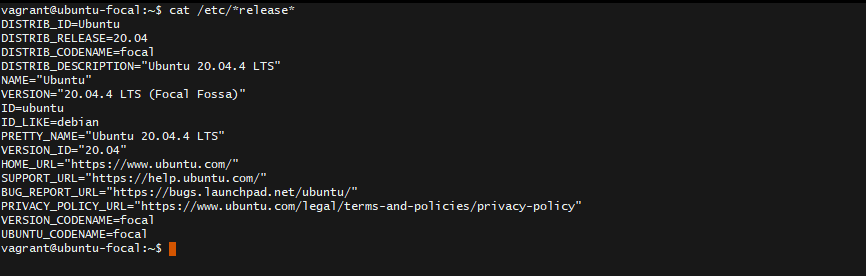 vagrant@ubuntu-focal:~$ cat /etc/*release*
DISTRIB_ID=Ubuntu
DISTRIB_RELEASE=20.04
DISTRIB_CODENAME=focal
DISTRIB_DESCRIPTION="Ubuntu 20.04.4 LTS"
NAME="Ubuntu"
VERSION="20.04.4 LTS (Focal Fossa)"
ID=ubuntu
ID_LIKE=debian
PRETTY_NAME="Ubuntu 20.04.4 LTS"
VERSION_ID="20.04"
HOME_URL="https://www.ubuntu.com/"
SUPPORT_URL="https://help.ubuntu.com/"
BUG_REPORT_URL="https://bugs.launchpad.net/ubuntu/"
PRIVACY_POLICY_URL="https://www.ubuntu.com/legal/terms-and-policies/privacy-policy"
VERSION_CODENAME=focal
UBUNTU_CODENAME=focal
vagrant@ubuntu-focal:~$